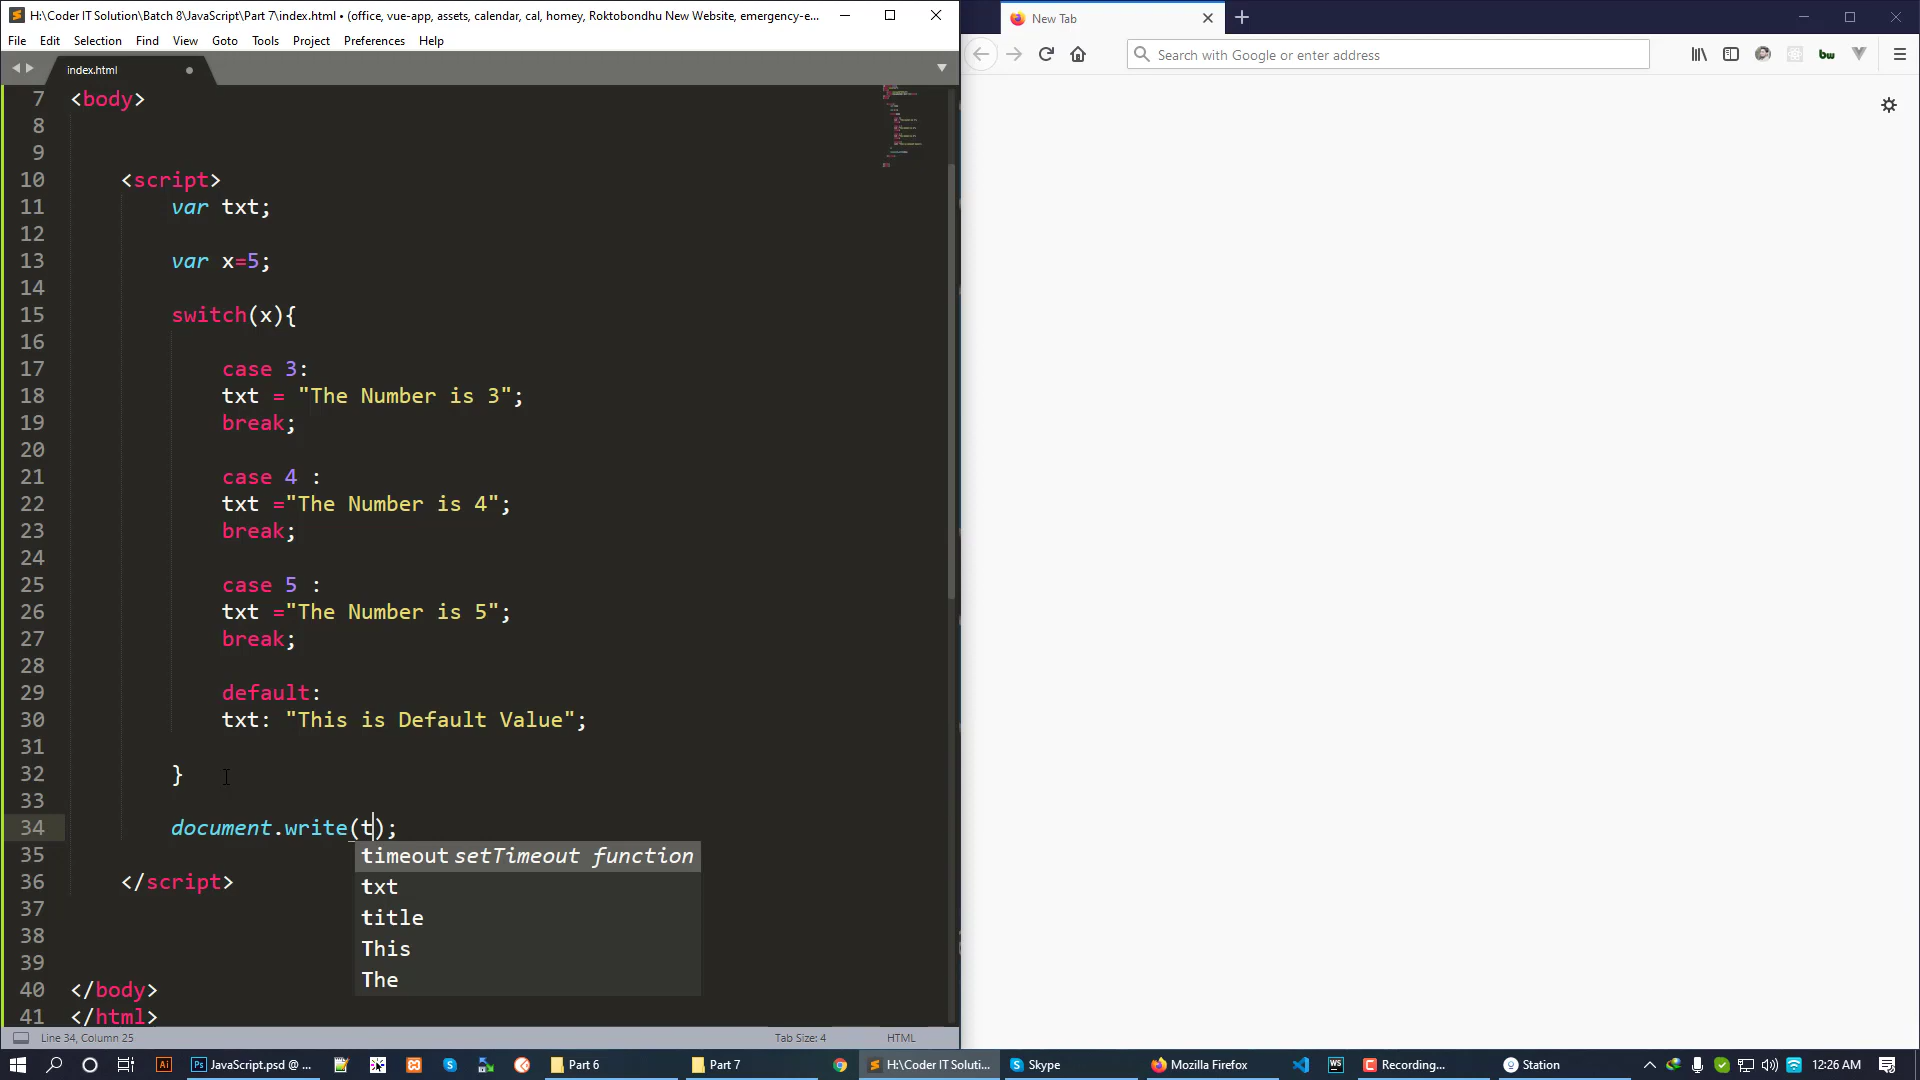 H:\Coder IT Solution\Batch 8\JavaScript\Part 7\index.html • (office, vue-app, assets, calendar, cal, homey, Roktobondhu New Website, emergency-e...
File Edit Selection Find View Goto Tools Project Preferences Help
index.html
7 <body>
8
9
10 <script>
11 var txt;
12
13 var x=5;
14
15 switch(x){
16
17 case 3:
18 txt = "The Number is 3";
19 break;
20
21 case 4 :
22 txt ="The Number is 4";
23 break;
24
25 case 5 :
26 txt ="The Number is 5";
27 break;
28
29 default:
30 txt: "This is Default Value";
31
32 }
33
34 document.write(t);
35
timeout setTimeout function
36 </script>
txt
37
title
38
This
39
The
40 </body>
41 </html>
Line 34, Column 25
Tab Size: 4
HTML
New Tab
Search with Google or enter address
bw
Ai
Ps
JavaScript.psd @ ...
Part 6
Part 7
H:\Coder IT Soluti...
Skype
Mozilla Firefox
WS
Recording...
Station
12:26 AM